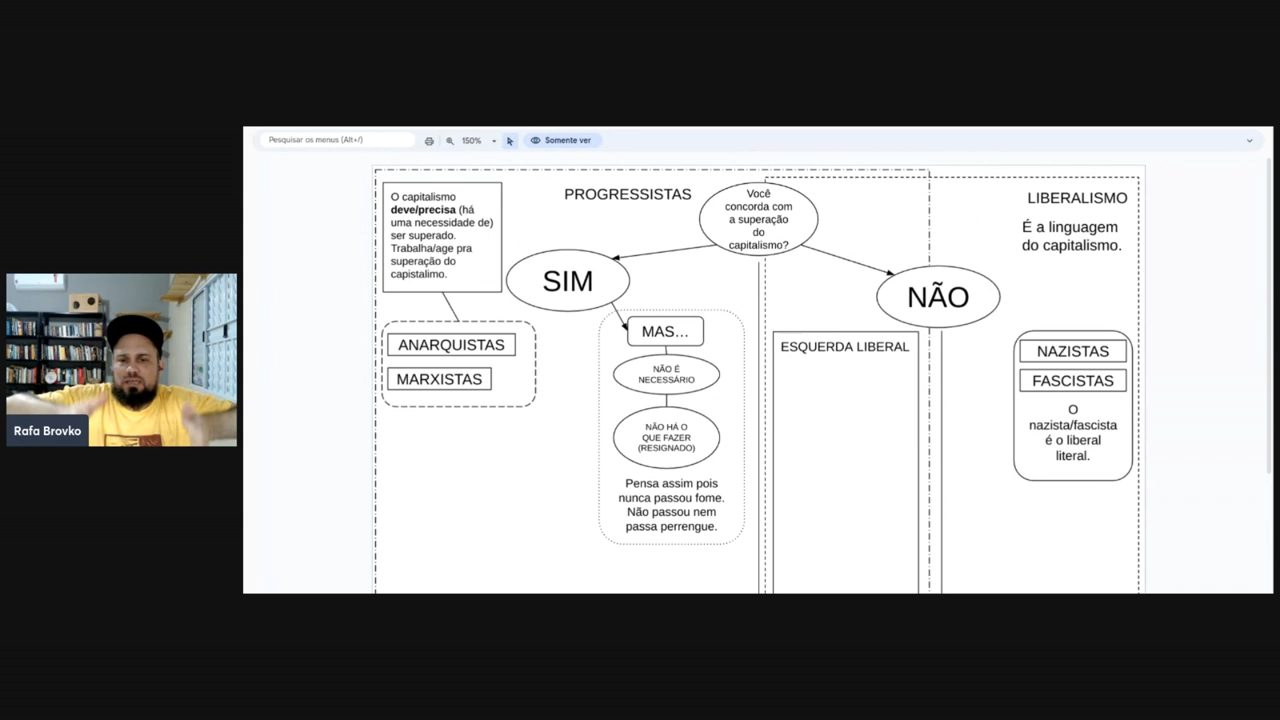 Pesquisar os menus (Alt+/)
150%
Somente ver
PROGRESSISTAS
Você
concorda com
a superação
do
capitalismo?
LIBERALISMO
É a linguagem
do capitalismo.
O capitalismo
deve/precisa (há
uma necessidade de)
ser superado.
Trabalha/age pra
superação do
capistalimo.
SIM
NÃO
MAS...
ANARQUISTAS
MARXISTAS
NÃO É
NECESSÁRIO
NÃO HÁ O
QUE FAZER
(RESIGNADO)
Pensa assim pois
nunca passou fome.
Não passou nem
passa perrengue.
ESQUERDA LIBERAL
NAZISTAS
FASCISTAS
O
nazista/fascista
é o liberal
literal.
Rafa Brovko